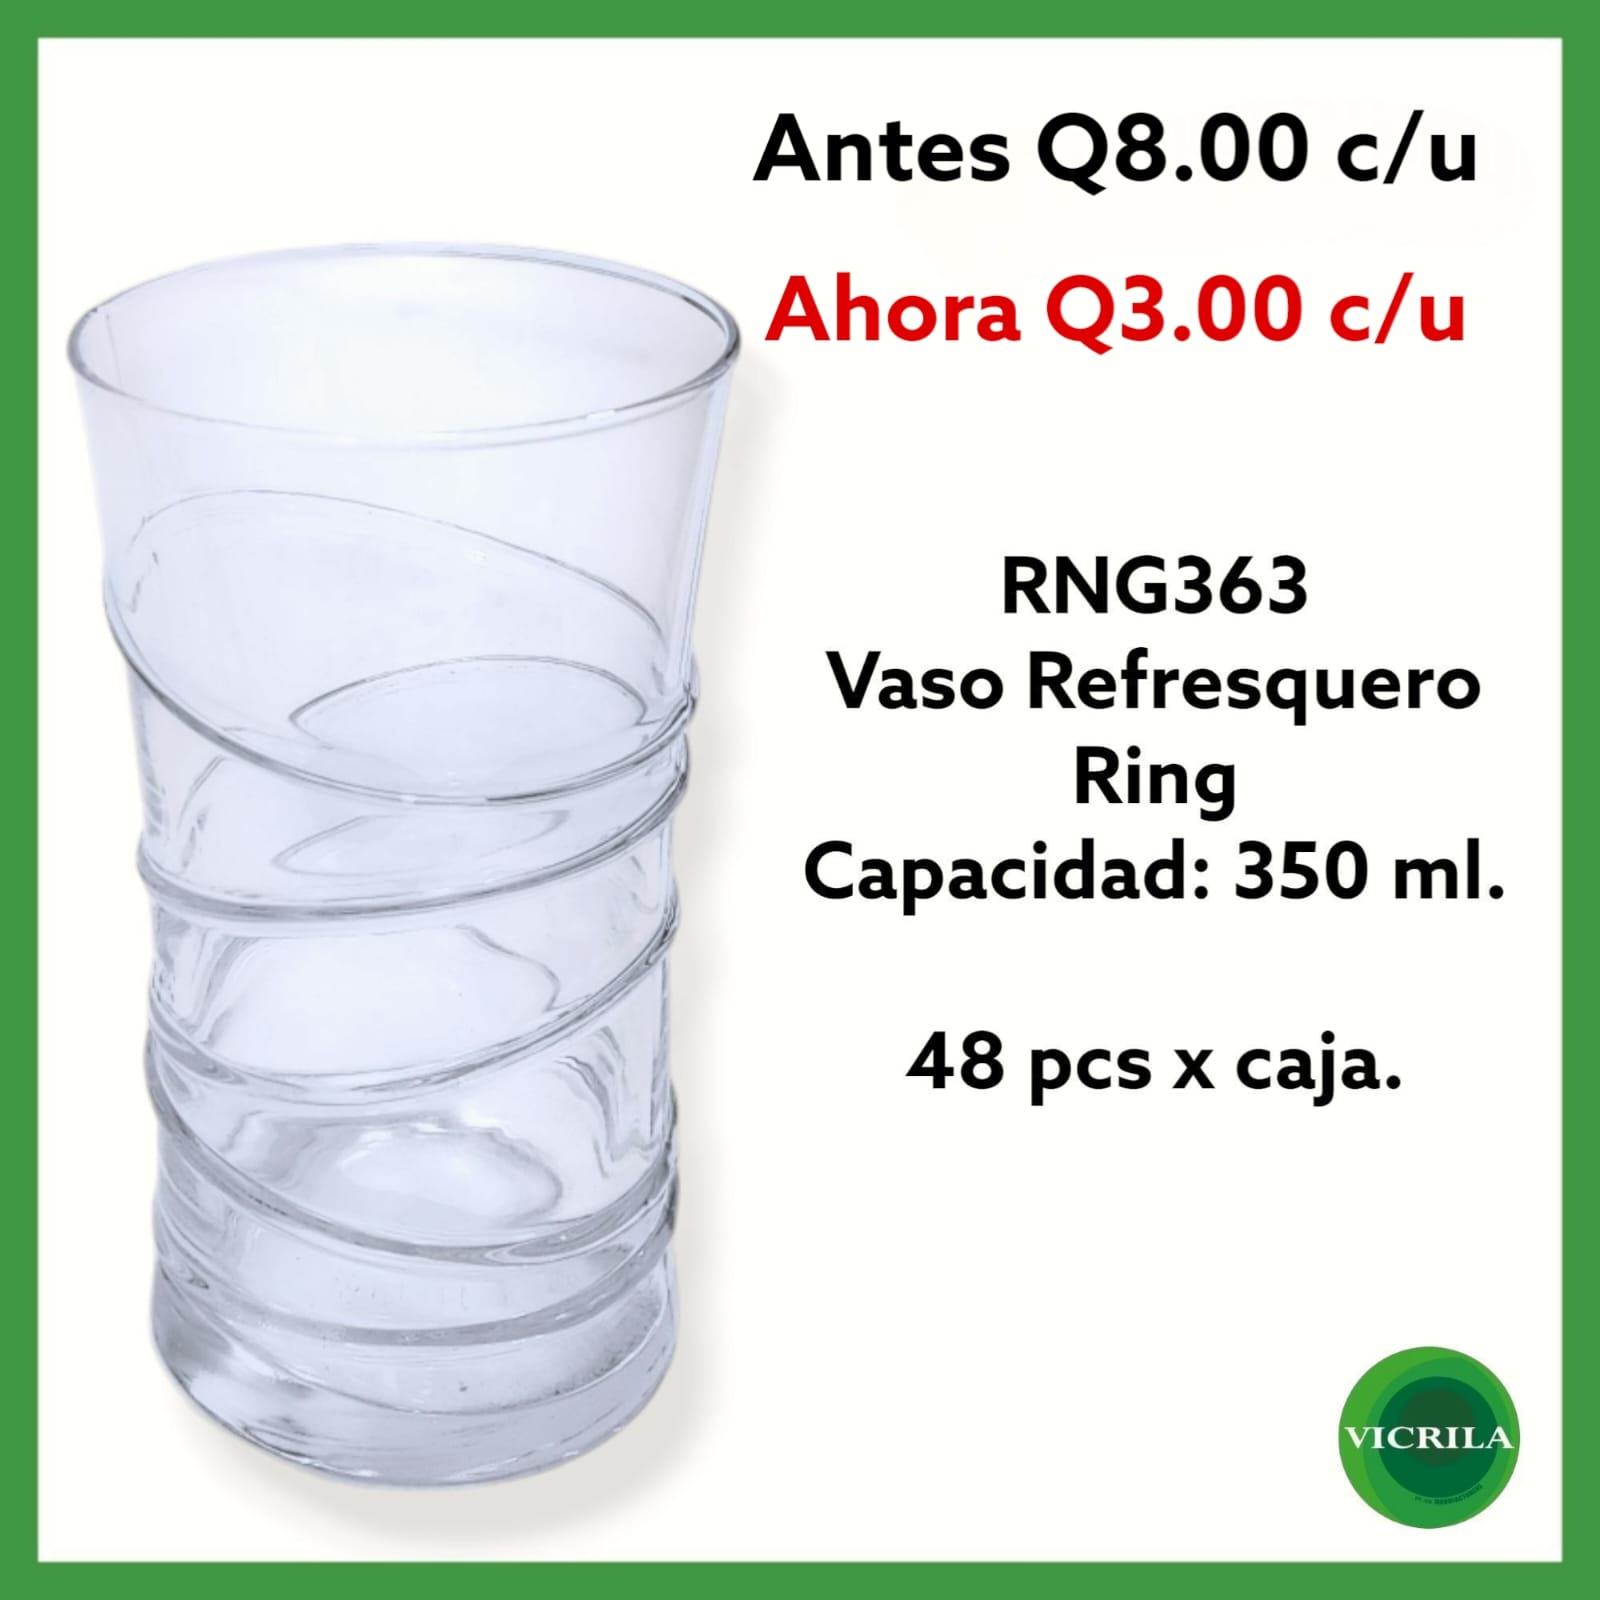 Antes Q8.00 c/u
Ahora Q3.00 c/u
RNG363
Vaso Refresquero
Ring
Capacidad: 350 ml.
48 pcs x caja.
VICRILA